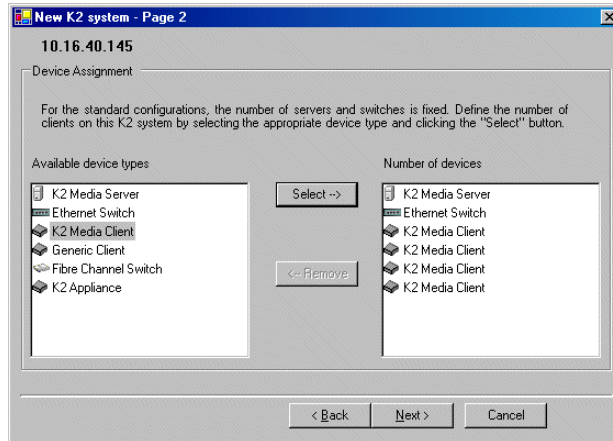 New K2 system - Page 2
10.16.40.145
Device Assignment
For the standard configurations, the number of servers and switches is fixed. Define the number of
clients on this K2 system by selecting the appropriate device type and clicking the "Select" button.
Available device types
Number of devices
K2 Media Server
Ethernet Switch
K2 Media Client
Generic Client
Fibre Channel Switch
K2 Appliance
Select -->
<-- Remove
K2 Media Server
Ethernet Switch
K2 Media Client
K2 Media Client
K2 Media Client
K2 Media Client
< Back
Next >
Cancel